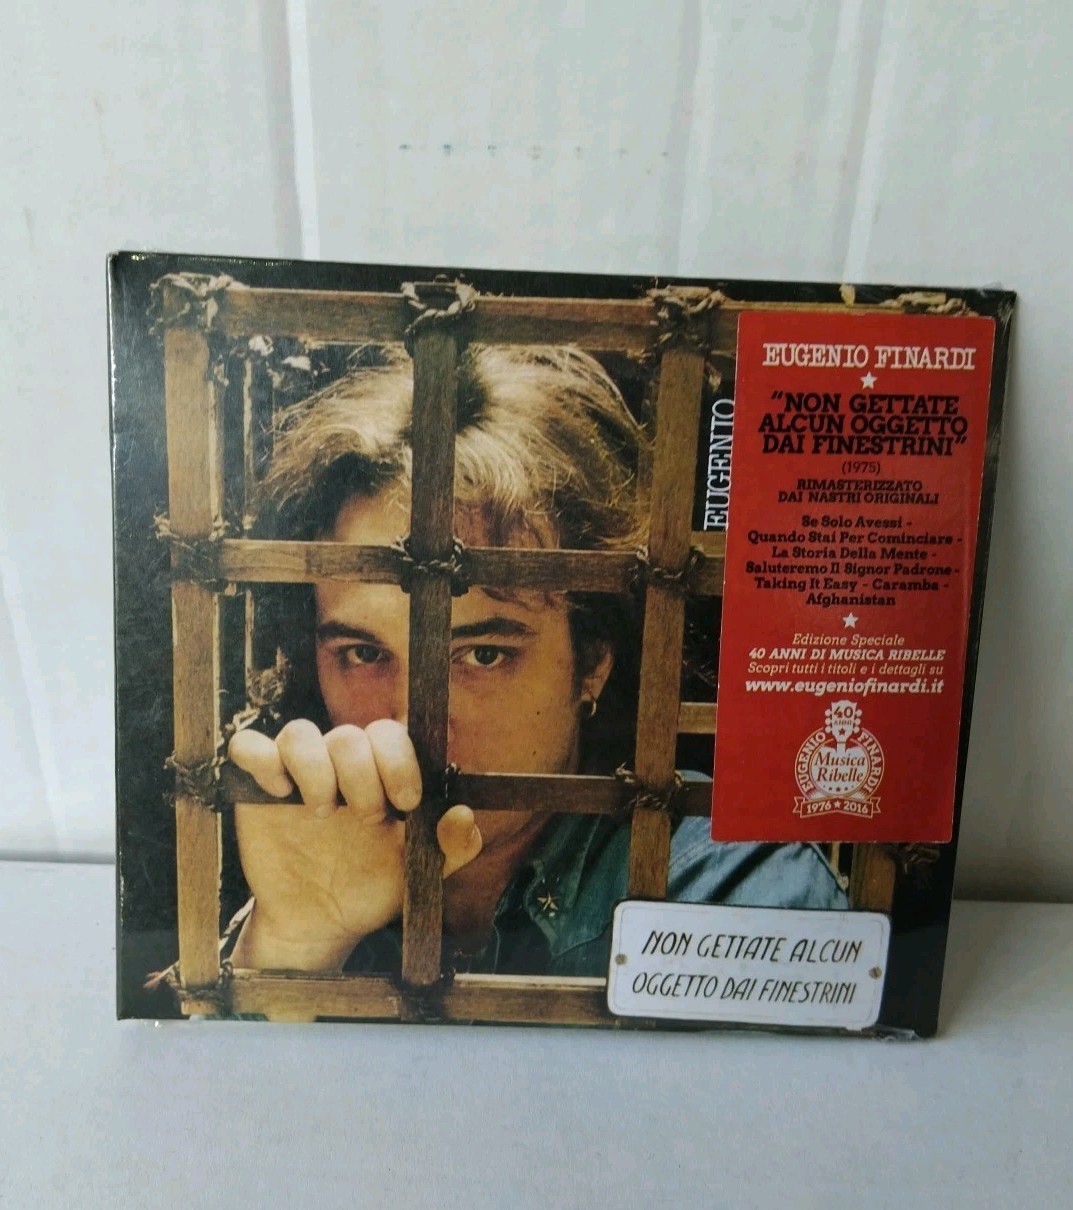 EUGENIO
EUGENIO FINARDI
"NON GETTATE
ALCUN OGGETTO
DAI FINESTRINI"
(1975)
RIMASTERIZZATO
DAI NASTRI ORIGINALI
Se Solo Avessi -
Quando Stai Per Cominciare -
La Storia Della Mente -
Saluteremo Il Signor Padrone -
Taking It Easy - Caramba -
Afghanistan
Edizione Speciale
40 ANNI DI MUSICA RIBELLE
Scopri tutti i titoli e i dettagli su
www.eugeniofinardi.it
40
ANNI
EUGENIO FINARDI
Musica
Ribelle
1976 ★ 2016
NON GETTATE ALCUN
OGGETTO DAI FINESTRINI